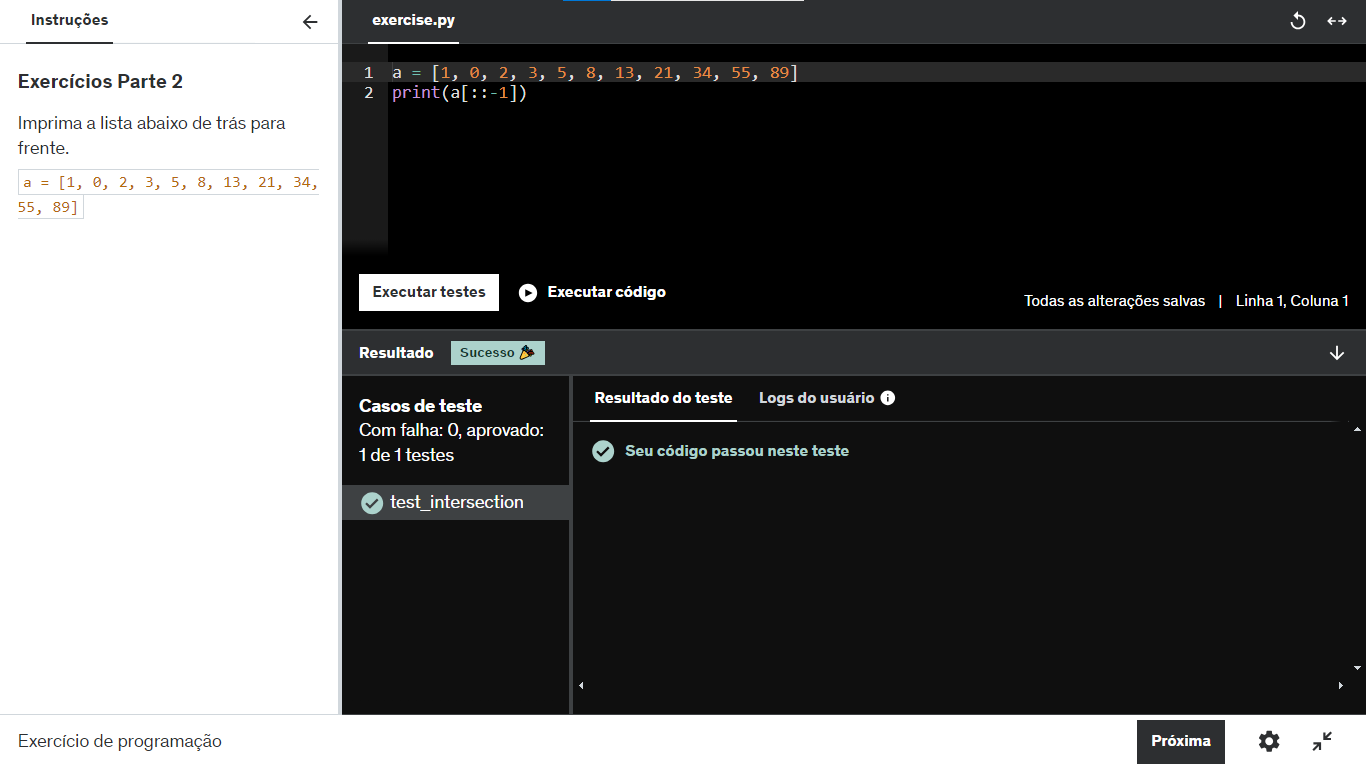 Instruções
Exercícios Parte 2
Imprima a lista abaixo de trás para
frente.
a = [1, 0, 2, 3, 5, 8, 13, 21, 34,
55, 89]
exercise.py
1 a = [1, 0, 2, 3, 5, 8, 13, 21, 34, 55, 89]
2 print(a[::-1])
Executar testes
Executar código
Todas as alterações salvas | Linha 1, Coluna 1
Resultado
Sucesso
Casos de teste
Com falha: 0, aprovado:
1 de 1 testes
test_intersection
Resultado do teste
Logs do usuário
Seu código passou neste teste
Exercício de programação
Próxima